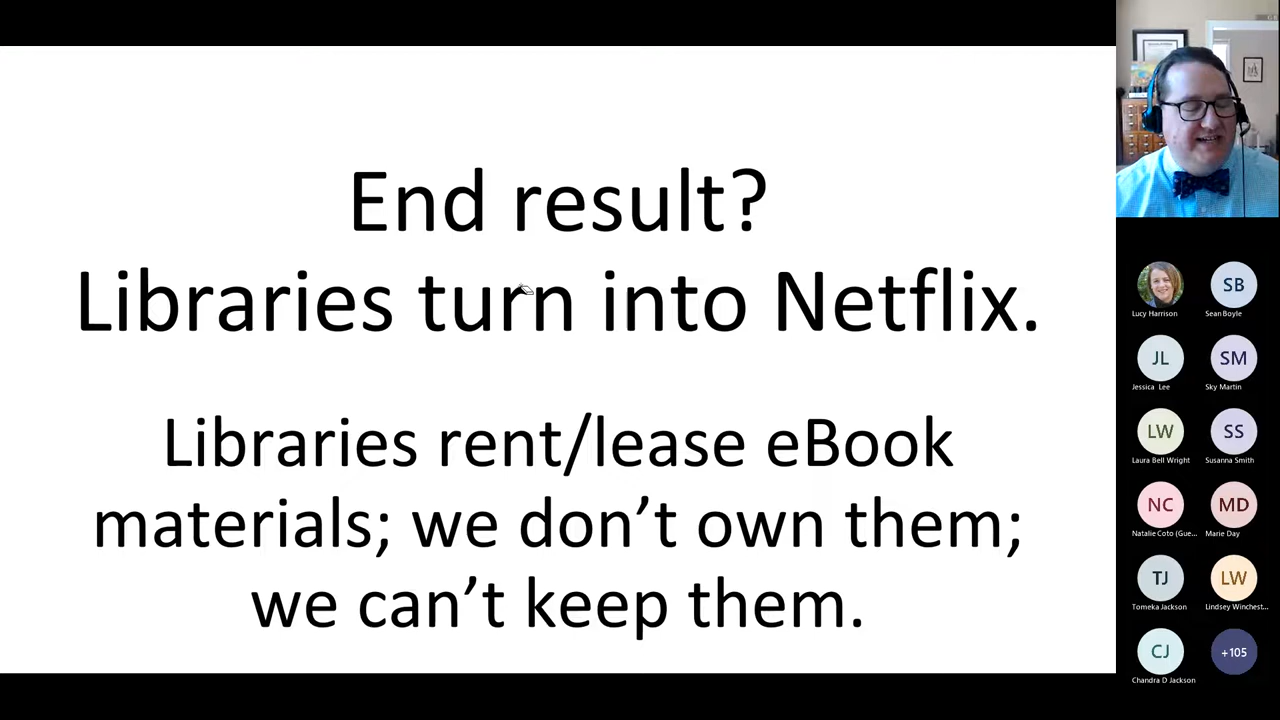 End result?
Libraries turn into Netflix.
Libraries rent/lease eBook
materials; we don’t own them;
we can’t keep them.
Lucy Harrison
SB
Sean Boyle
JL
Jessica Lee
SM
Sky Martin
LW
Laura Bell Wright
SS
Susanna Smith
NC
Natalie Coto (Gue...
MD
Marie Day
TJ
Tomeka Jackson
LW
Lindsey Winchest...
CJ
Chandra D Jackson
+105